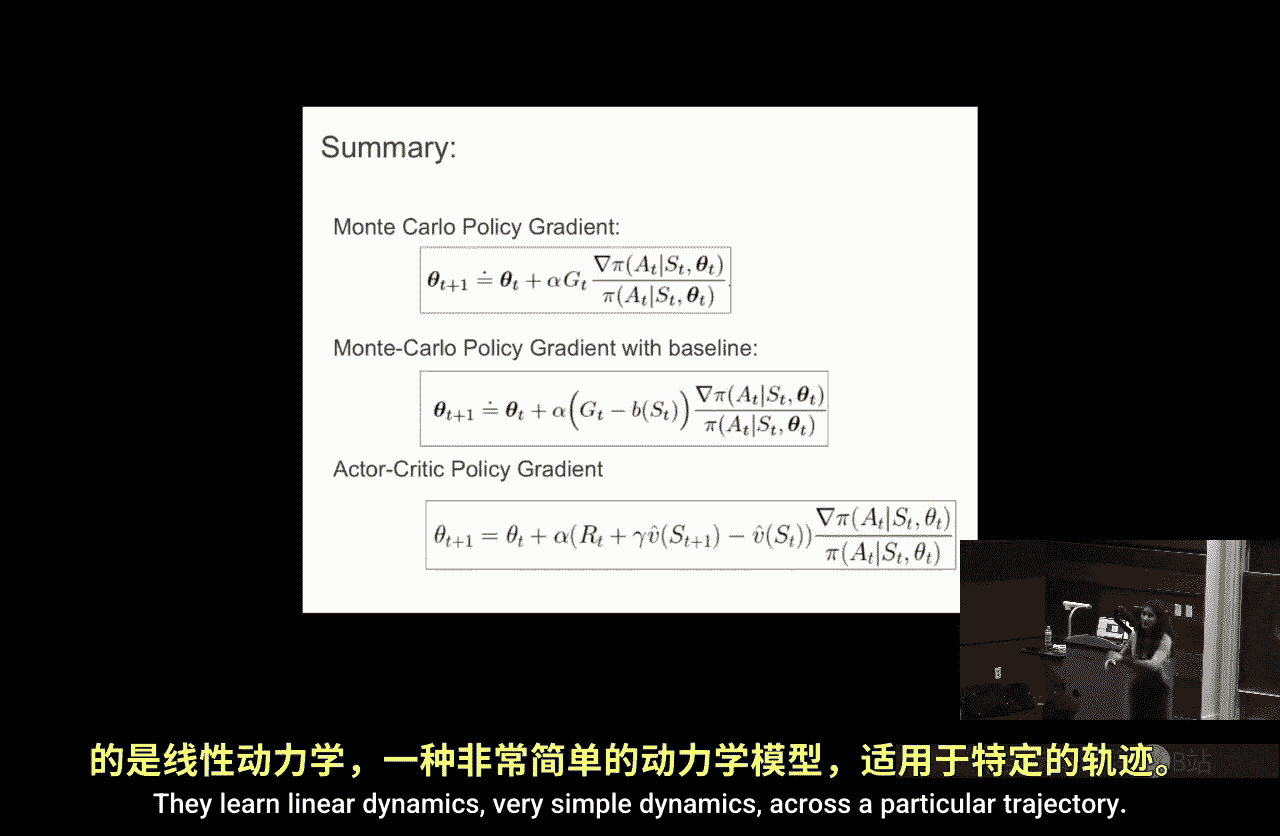 Summary:
Monte Carlo Policy Gradient:
θ_{t+1} ≐ θ_t + αG_t ∇π(A_t|S_t, θ_t) / π(A_t|S_t, θ_t).
Monte-Carlo Policy Gradient with baseline:
θ_{t+1} ≐ θ_t + α(G_t − b(S_t)) ∇π(A_t|S_t, θ_t) / π(A_t|S_t, θ_t)
Actor-Critic Policy Gradient
θ_{t+1} = θ_t + α(R_t + γv̂(S_{t+1}) − v̂(S_t)) ∇π(A_t|S_t, θ_t) / π(A_t|S_t, θ_t)
的是线性动力学，一种非常简单的动力学模型，适用于特定的轨迹。
B站
They learn linear dynamics, very simple dynamics, across a particular trajectory.